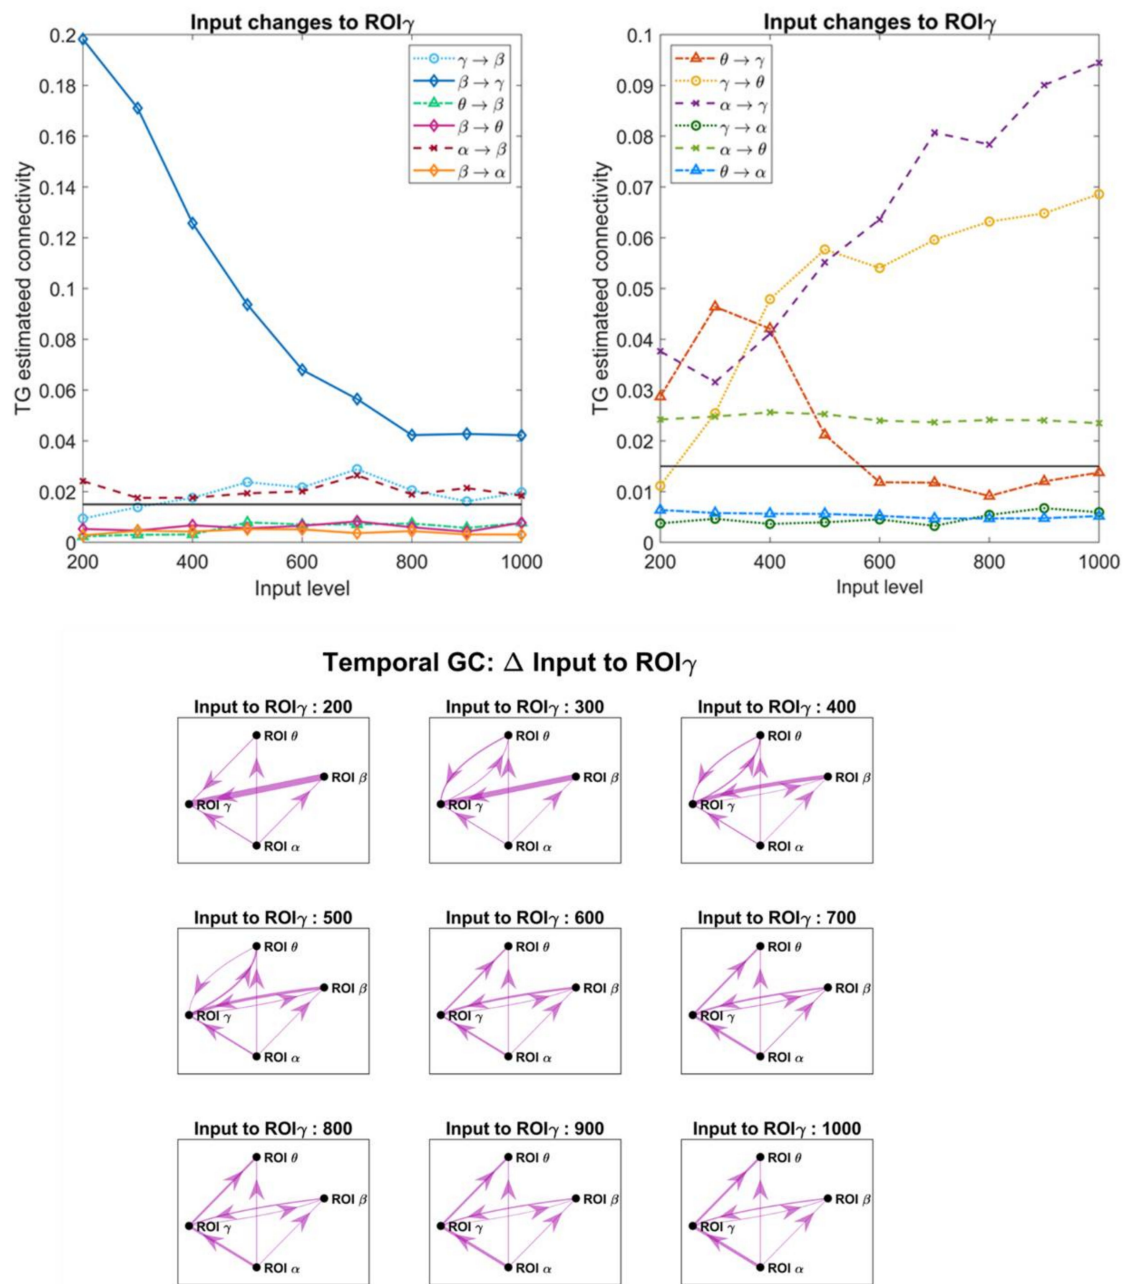 Input changes to ROIγ
TG estimateed connectivity
0.2
0.18
0.16
0.14
0.12
0.1
0.08
0.06
0.04
0.02
0
γ → β
β → γ
θ → β
β → θ
α → β
β → α
200 400 600 800 1000
Input level
Input changes to ROIγ
TG estimateed connectivity
0.1
0.09
0.08
0.07
0.06
0.05
0.04
0.03
0.02
0.01
0
θ → γ
γ → θ
α → γ
γ → α
α → θ
θ → α
200 400 600 800 1000
Input level
Temporal GC: Δ Input to ROIγ
Input to ROIγ : 200
ROI θ
ROI β
ROI γ
ROI α
Input to ROIγ : 300
ROI θ
ROI β
ROI γ
ROI α
Input to ROIγ : 400
ROI θ
ROI β
ROI γ
ROI α
Input to ROIγ : 500
ROI θ
ROI β
ROI γ
ROI α
Input to ROIγ : 600
ROI θ
ROI β
ROI γ
ROI α
Input to ROIγ : 700
ROI θ
ROI β
ROI γ
ROI α
Input to ROIγ : 800
ROI θ
ROI β
ROI γ
ROI α
Input to ROIγ : 900
ROI θ
ROI β
ROI γ
ROI α
Input to ROIγ : 1000
ROI θ
ROI β
ROI γ
ROI α